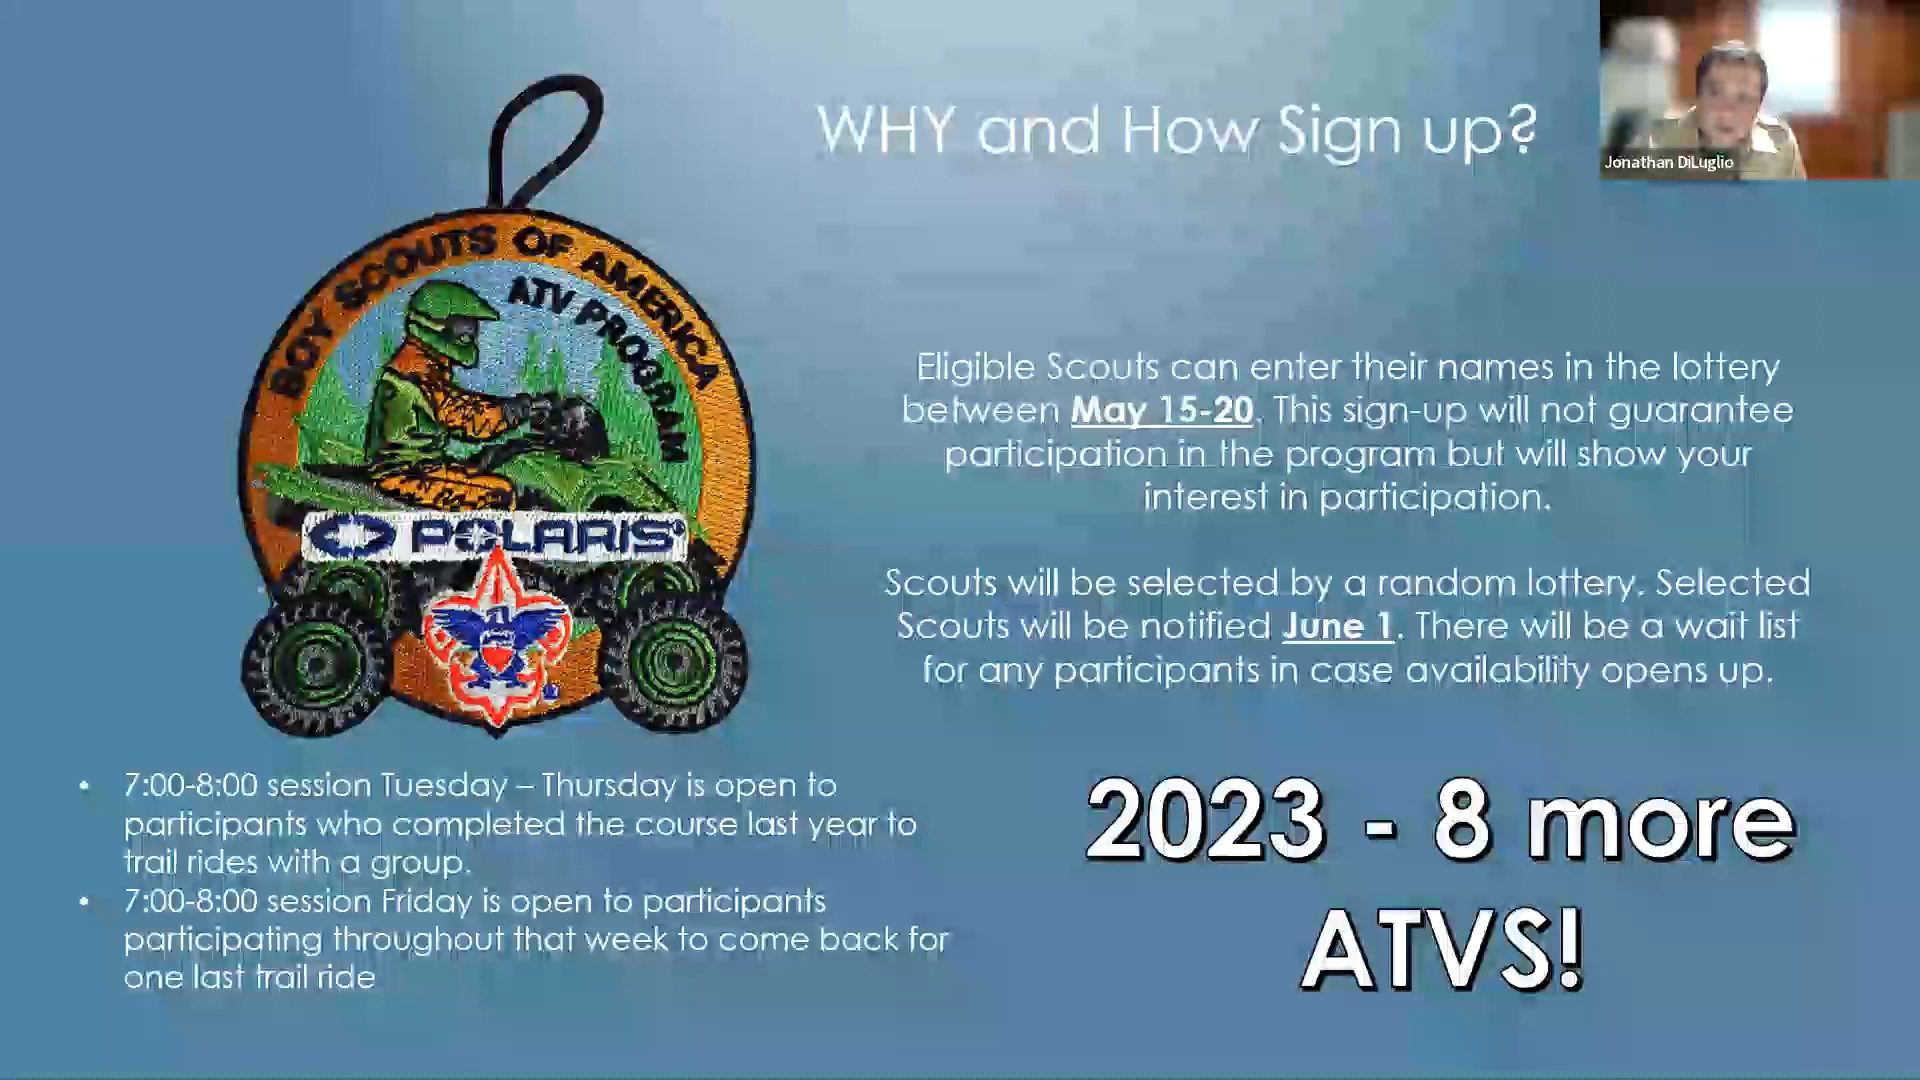 WHY and How Sign up?
Jonathan DiLuglio
BOY SCOUTS OF AMERICA
ATV PROGRAM
POLARIS®
Eligible Scouts can enter their names in the lottery
between May 15-20. This sign-up will not guarantee
participation in the program but will show your
interest in participation.
Scouts will be selected by a random lottery. Selected
Scouts will be notified June 1. There will be a wait list
for any participants in case availability opens up.
• 7:00-8:00 session Tuesday – Thursday is open to
participants who completed the course last year to
trail rides with a group.
• 7:00-8:00 session Friday is open to participants
participating throughout that week to come back for
one last trail ride
2023 - 8 more
ATVS!